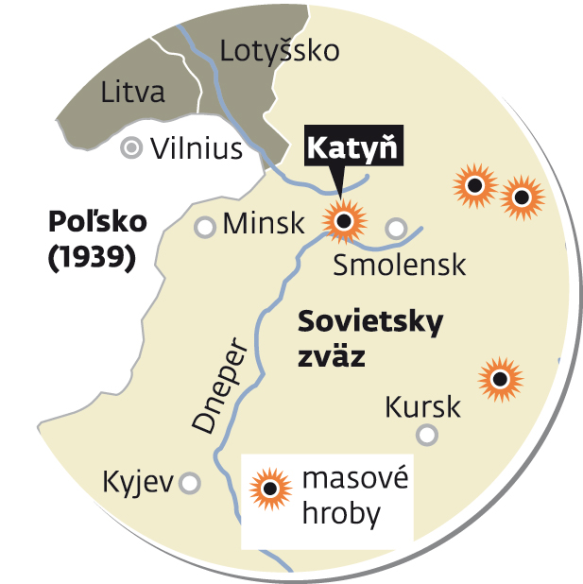 Lotyšsko
Litva
Vilnius
Katyň
Poľsko
(1939)
Minsk
Smolensk
Sovietsky
zväz
Dneper
Kursk
Kyjev
masové
hroby